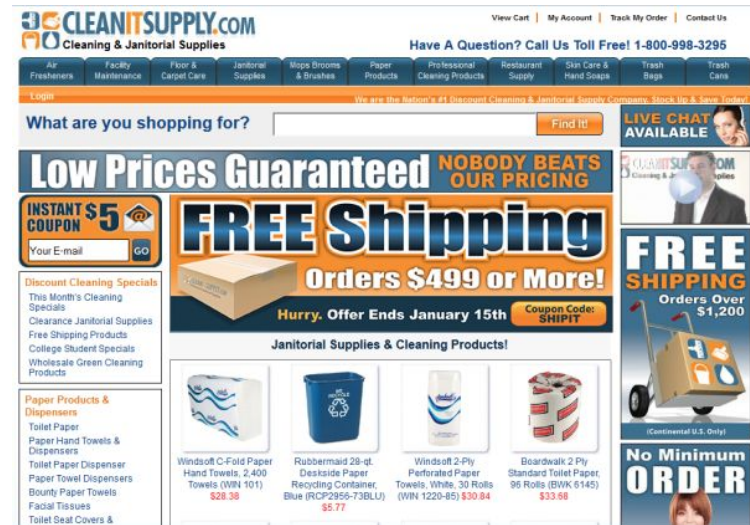 CLEANITSUPPLY.COM
Cleaning & Janitorial Supplies
View Cart | My Account | Track My Order | Contact Us
Have A Question? Call Us Toll Free! 1-800-998-3295
Air Fresheners
Facility Maintenance
Floor & Carpet Care
Janitorial Supplies
Mops Brooms & Brushes
Paper Products
Professional Cleaning Products
Restaurant Supply
Skin Care & Hand Soaps
Trash Bags
Trash Cans
Login
We are the Nation's #1 Discount Cleaning & Janitorial Supply Company. Stock Up & Save Today!
What are you shopping for?
Find It!
LIVE CHAT
AVAILABLE
Low Prices Guaranteed
NOBODY BEATS
OUR PRICING
INSTANT
COUPON
$5
Your E-mail
GO
FREE Shipping
Orders $499 or More!
Hurry. Offer Ends January 15th
Coupon Code:
SHIPIT
FREE
SHIPPING
Orders Over
$1,200
(Continental U.S. Only)
No Minimum
ORDER
Discount Cleaning Specials
This Month's Cleaning
Specials
Clearance Janitorial Supplies
Free Shipping Products
College Student Specials
Wholesale Green Cleaning
Products
Paper Products &
Dispensers
Toilet Paper
Paper Hand Towels &
Dispensers
Toilet Paper Dispenser
Paper Towel Dispensers
Bounty Paper Towels
Facial Tissues
Toilet Seat Covers &
Janitorial Supplies & Cleaning Products!
WE
RECYCLE
Windsoft C-Fold Paper
Hand Towels, 2,400
Towels (WIN 101)
$28.38
Rubbermaid 28-qt.
Deskside Paper
Recycling Container,
Blue (RCP2956-73BLU)
$5.77
Windsoft 2-Ply
Perforated Paper
Towels, White, 30 Rolls
(WIN 1220-85) $30.84
Boardwalk 2 Ply
Standard Toilet Paper,
96 Rolls (BWK 6145)
$33.68